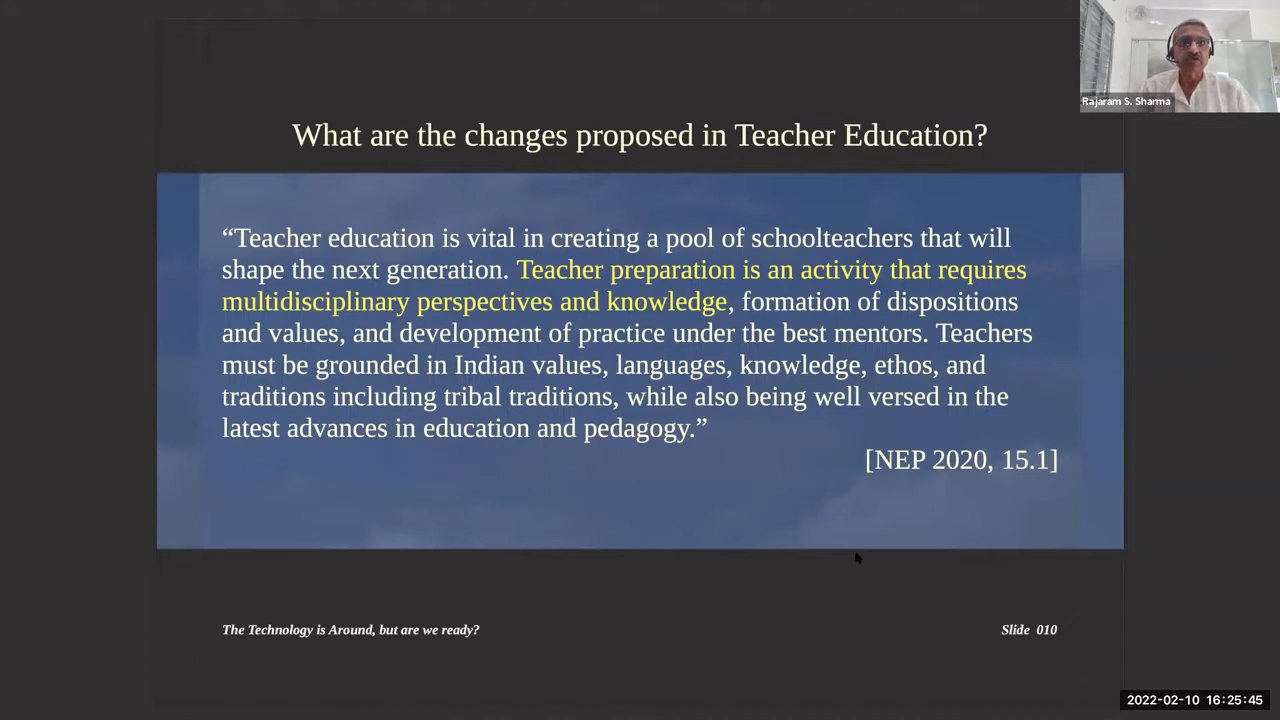 Rajaram S. Sharma
What are the changes proposed in Teacher Education?
“Teacher education is vital in creating a pool of schoolteachers that will
shape the next generation. Teacher preparation is an activity that requires
multidisciplinary perspectives and knowledge, formation of dispositions
and values, and development of practice under the best mentors. Teachers
must be grounded in Indian values, languages, knowledge, ethos, and
traditions including tribal traditions, while also being well versed in the
latest advances in education and pedagogy.”
[NEP 2020, 15.1]
The Technology is Around, but are we ready?
Slide 010
2022-02-10 16:25:45